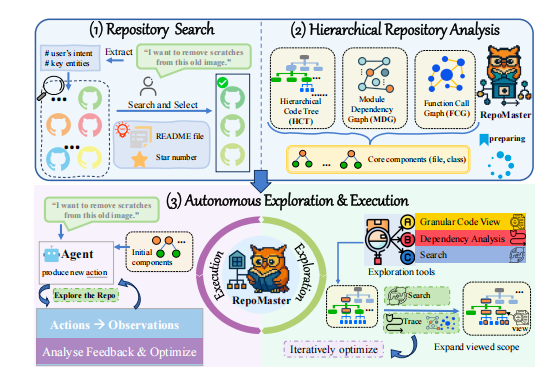 (1) Repository Search
# user's intent
# key entities
Extract
"I want to remove scratches
from this old image."
Search and Select
README file
Star number
(2) Hierarchical Repository Analysis
Hierarchical
Code Tree
(HCT)
Module
Dependency
Graph (MDG)
Function Call
Graph (FCG)
RepoMaster
preparing
... Core components (file, class)
(3) Autonomous Exploration & Execution
"I want to remove scratches
from this old image."
Agent
produce new action
Initial
components
Explore the Repo
Actions → Observations
Analyse Feedback & Optimize
Execution
Exploration
RepoMaster
A Granular Code View
B Dependency Analysis
C Search
Exploration tools
Search
Trace
view
Iteratively optimize
Expand viewed scope